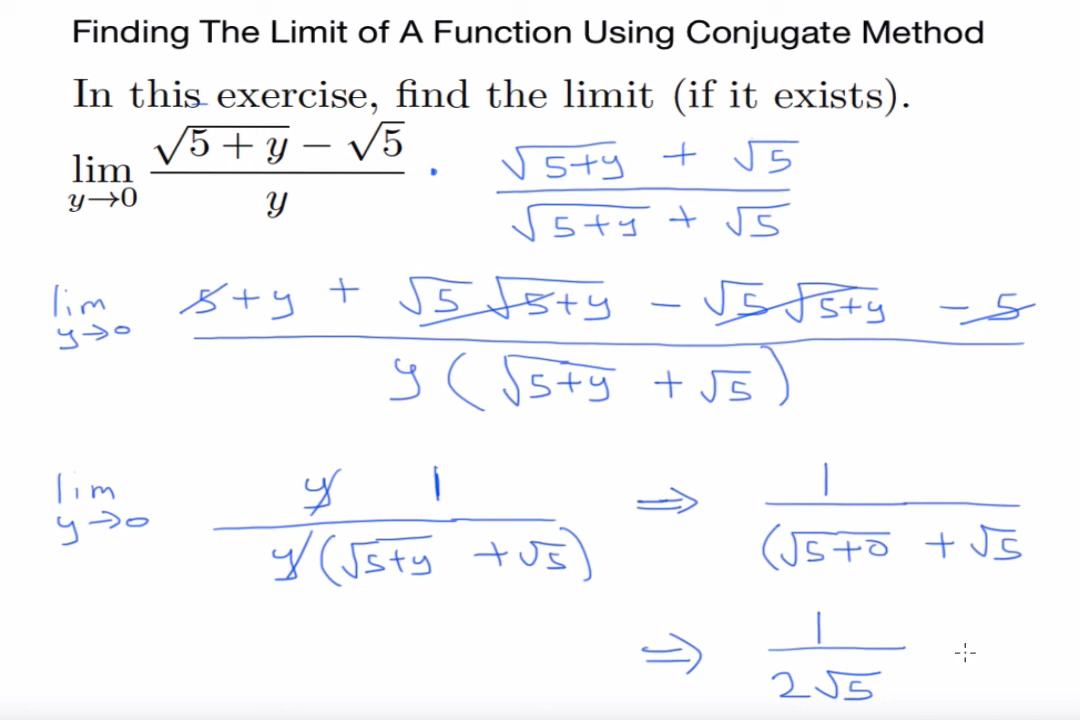 Finding The Limit of A Function Using Conjugate Method
In this exercise, find the limit (if it exists).
lim y→0 (√(5 + y) − √5) / y · (√(5+y) + √5) / (√(5+y) + √5)
lim y→0 (5+y + √5 √(5+y) − √5 √(5+y) − 5) / (y (√(5+y) + √5))
lim y→0 (y 1) / (y (√(5+y) + √5)) ⇒ 1 / ((√(5+0) + √5
⇒ 1 / (2√5)